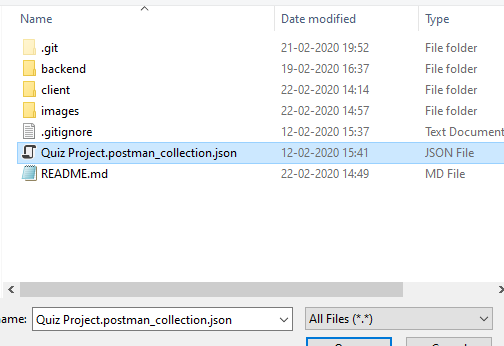 Name Date modified Type
.git 21-02-2020 19:52 File folder
backend 19-02-2020 16:37 File folder
client 22-02-2020 14:14 File folder
images 22-02-2020 14:57 File folder
.gitignore 12-02-2020 15:37 Text Documen
Quiz Project.postman_collection.json 12-02-2020 15:41 JSON File
README.md 22-02-2020 14:49 MD File
ame: Quiz Project.postman_collection.json All Files (*.*)